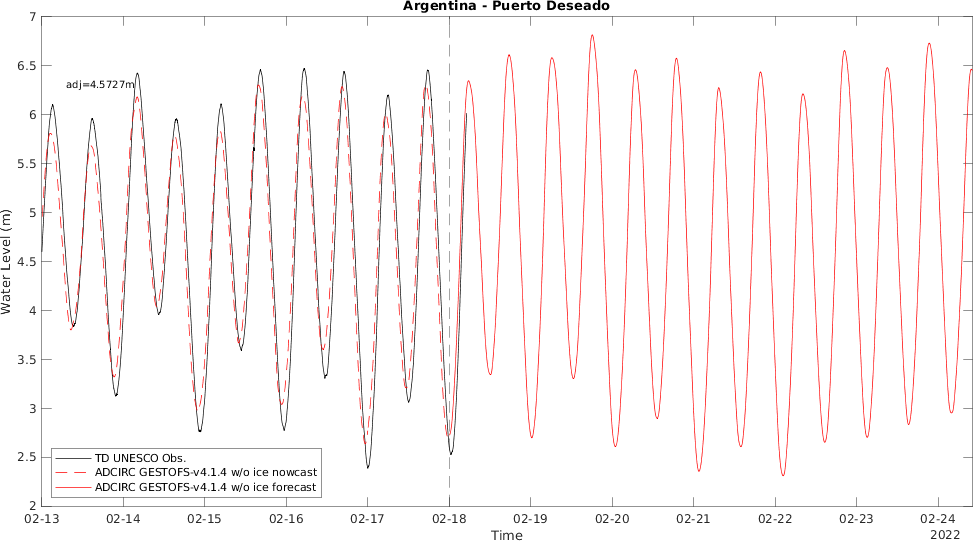 Argentina - Puerto Deseado
adj=4.5727m
Water Level (m)
7
6.5
6
5.5
5
4.5
4
3.5
3
2.5
2
TD UNESCO Obs.
ADCIRC GESTOFS-v4.1.4 w/o ice nowcast
ADCIRC GESTOFS-v4.1.4 w/o ice forecast
02-13 02-14 02-15 02-16 02-17 02-18 02-19 02-20 02-21 02-22 02-23 02-24
Time
2022